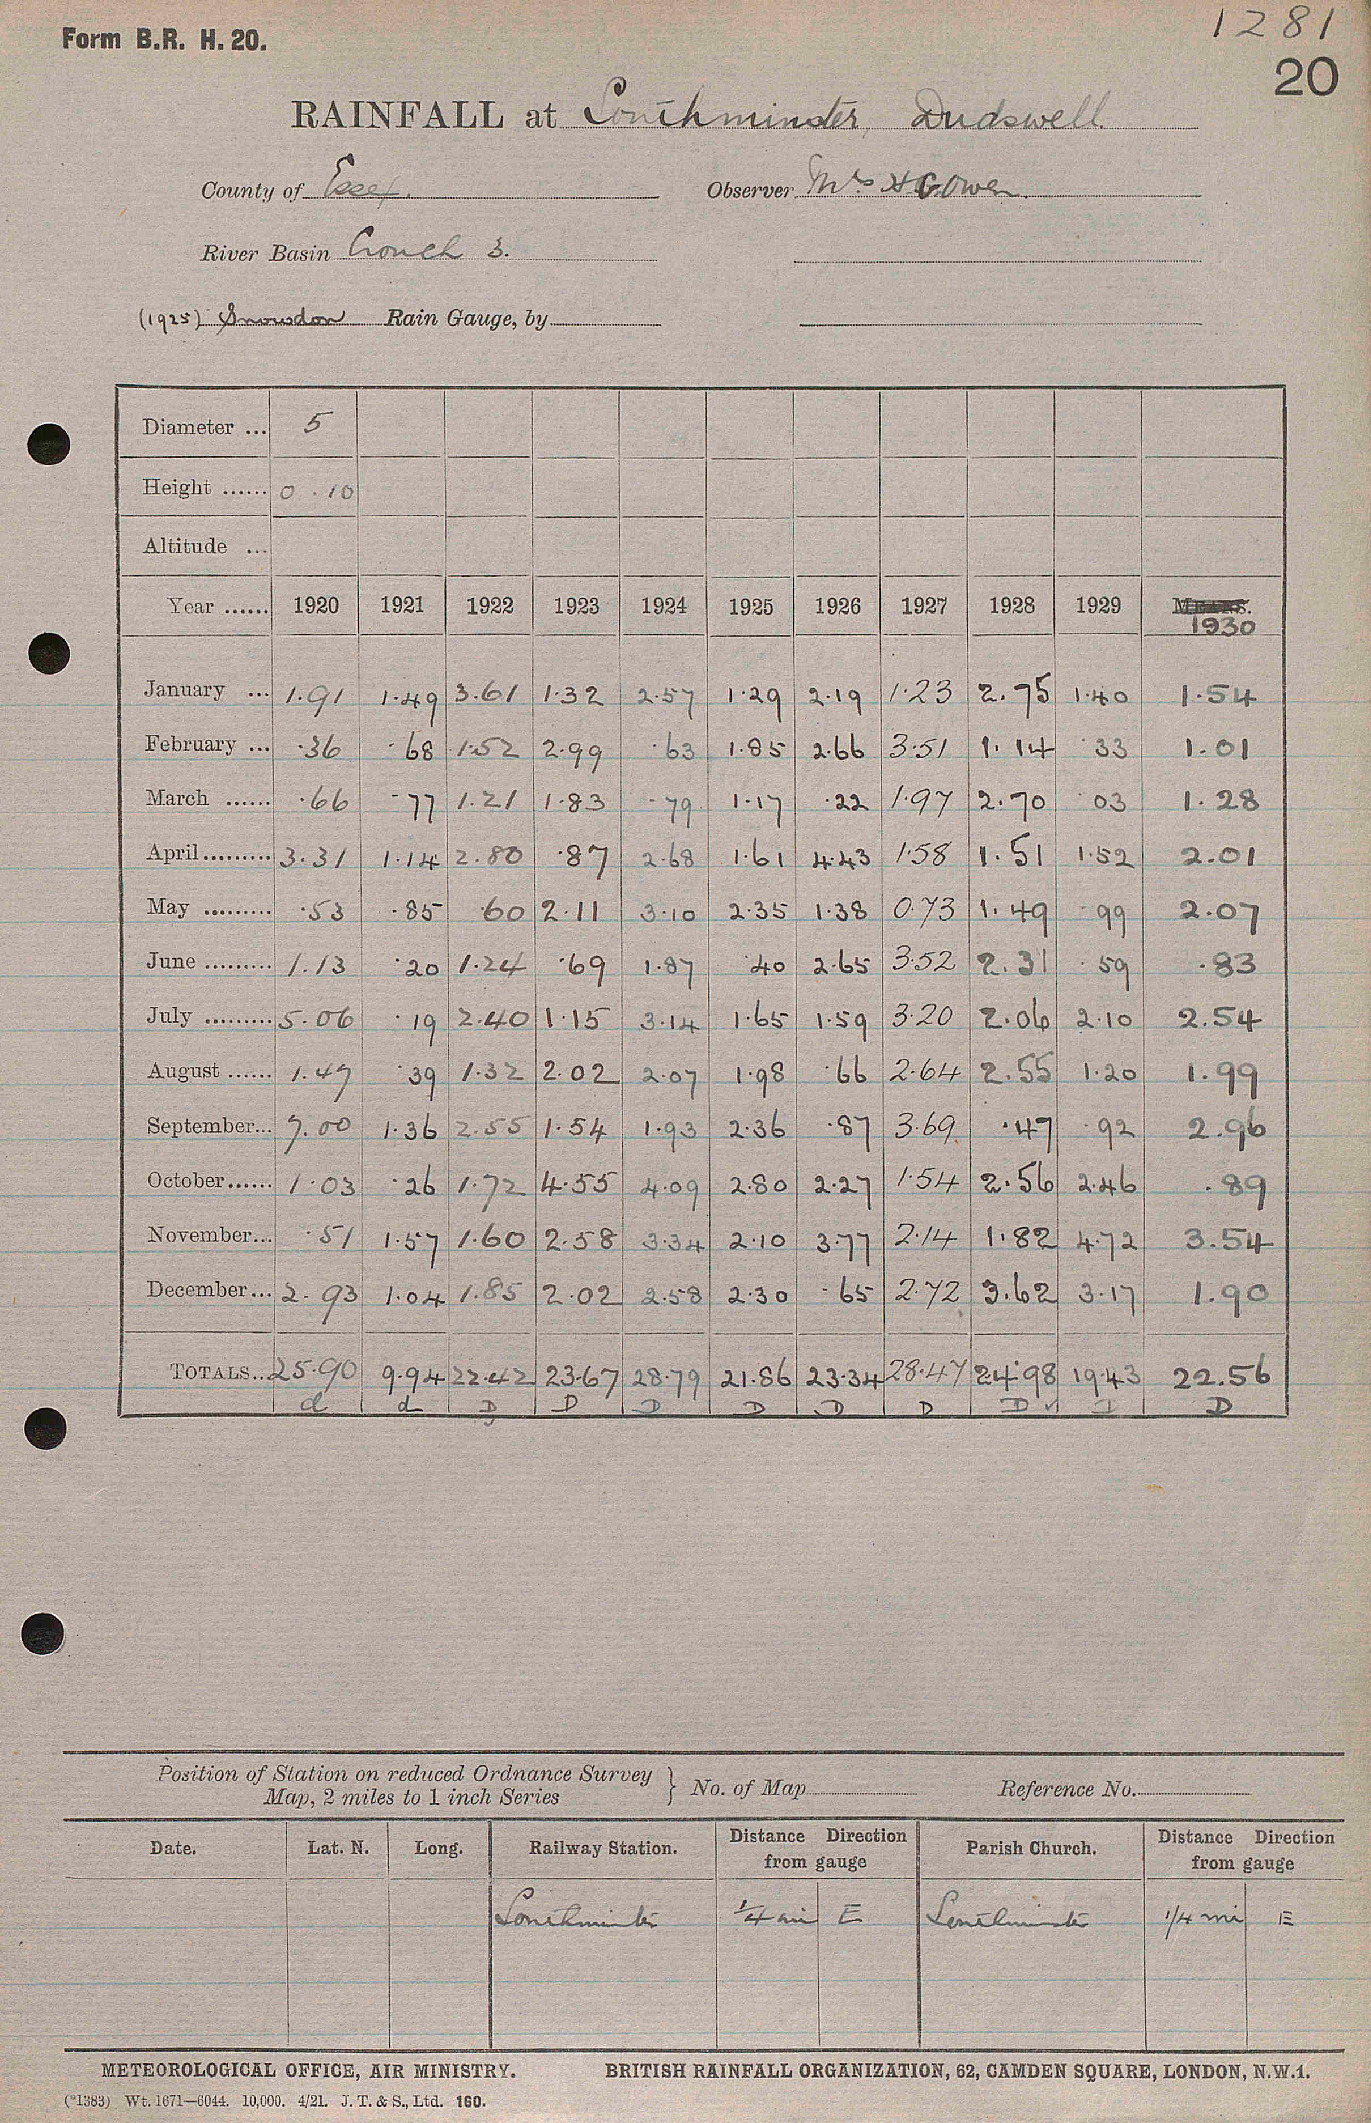 1281
Form B.R. H. 20.
20
RAINFALL at Southminster, Dudswell.
County of Essex. Observer Mrs H G Owen
River Basin Crouch 3.
(1925) Snowdon Rain Gauge, by
Diameter ... 5
Height ...... 0 . 10
Altitude ...
Year ...... 1920 1921 1922 1923 1924 1925 1926 1927 1928 1929 MEANS.
1930
January ... 1.91 1.49 3.61 1.32 2.57 1.29 2.19 1.23 2.75 1.40 1.54
February ... .36 .68 1.52 2.99 .63 1.85 2.66 3.51 1.14 .33 1.01
March ...... .66 .77 1.21 1.83 .79 1.17 .22 1.97 2.70 03 1.28
April ......... 3.31 1.14 2.80 .87 2.68 1.61 4.43 1.58 1.51 1.52 2.01
May ......... .53 .85 .60 2.11 3.10 2.35 1.38 0.73 1.49 .99 2.07
June ......... 1.13 .20 1.24 .69 1.87 .40 2.65 3.52 2.31 .59 .83
July ......... 5.06 .19 2.40 1.15 3.14 1.65 1.59 3.20 2.06 2.10 2.54
August ...... 1.47 .39 1.32 2.02 2.07 1.98 .66 2.64 2.55 1.20 1.99
September... 7.00 1.36 2.55 1.54 1.93 2.36 .87 3.69 .47 .92 2.96
October...... 1.03 .26 1.72 4.55 4.09 2.80 2.27 1.54 2.56 2.46 .89
November... .51 1.57 1.60 2.58 3.34 2.10 3.77 2.14 1.82 4.72 3.54
December... 2.93 1.04 1.85 2.02 2.58 2.30 .65 2.72 3.62 3.17 1.90
TOTALS.. 25.90 9.94 22.42 23.67 28.79 21.86 23.34 28.47 24.98 19.43 22.56
d d D D D D D D D ✓ I D
Position of Station on reduced Ordnance Survey
Map, 2 miles to 1 inch Series } No. of Map Reference No.
Date. Lat. N. Long. Railway Station. Distance Direction from gauge Parish Church. Distance Direction from gauge
Southminster 1/4 mi E Southminster 1/4 mi E
METEOROLOGICAL OFFICE, AIR MINISTRY. BRITISH RAINFALL ORGANIZATION, 62, CAMDEN SQUARE, LONDON, N.W.1.
(*1383) Wt. 1671—6044. 10,000. 4/21. J. T. & S., Ltd. 160.